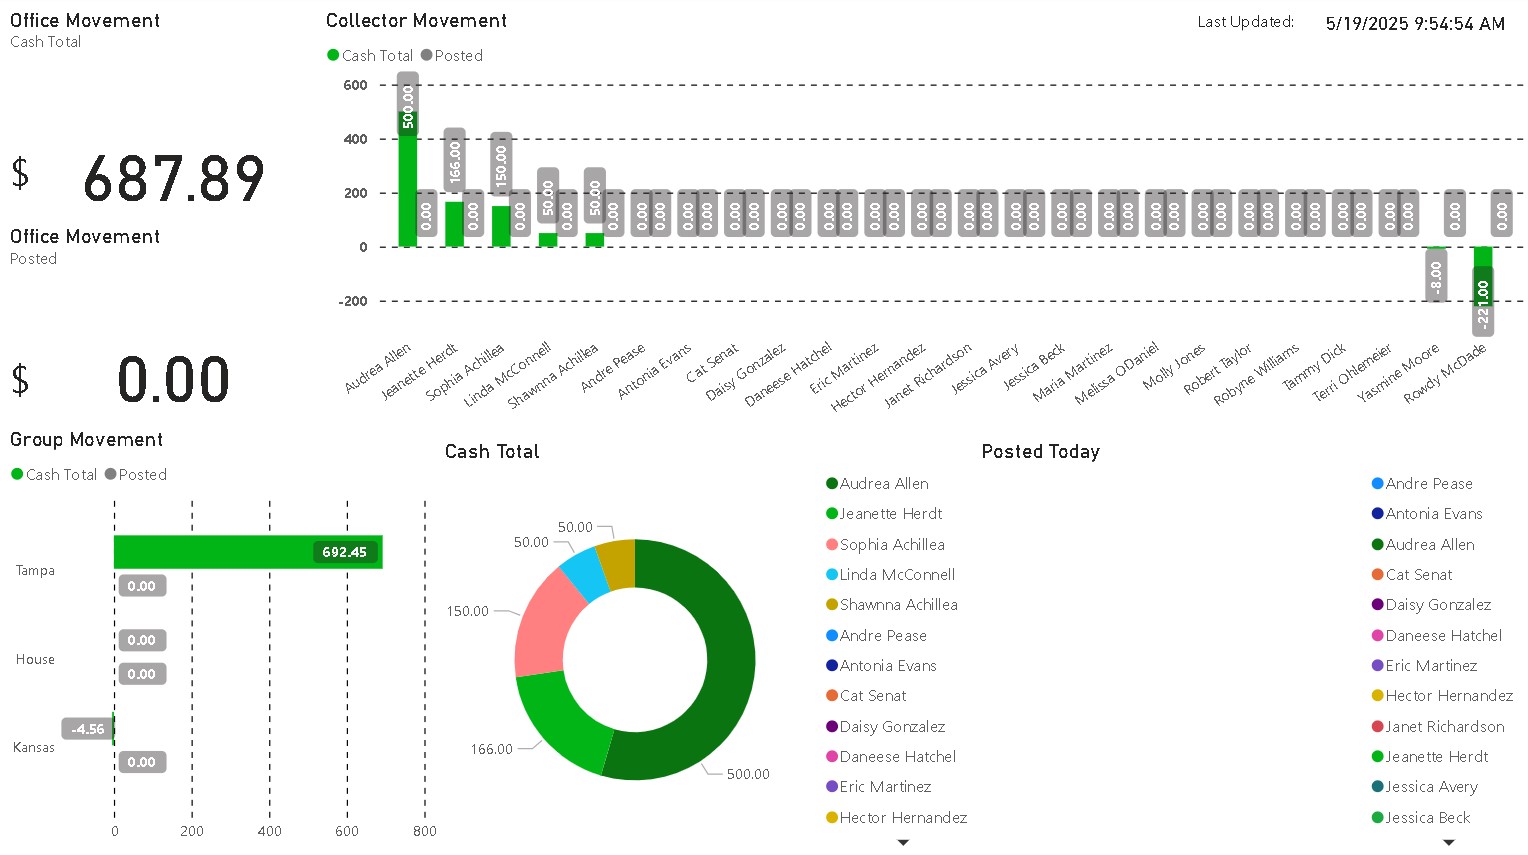 Office Movement
Cash Total
$ 687.89
Office Movement
Posted
$ 0.00
Collector Movement
Last Updated: 5/19/2025 9:54:54 AM
Cash Total Posted
600
400
200
0
-200
500.00 0.00 166.00 0.00 150.00 0.00 50.00 0.00 50.00 0.00 0.00 0.00 0.00 0.00 0.00 0.00 0.00 0.00 0.00 0.00 0.00 0.00 0.00 0.00 0.00 0.00 0.00 0.00 0.00 0.00 0.00 0.00 0.00 0.00 0.00 0.00 0.00 0.00 0.00 0.00 0.00 0.00 0.00 0.00 -8.00 0.00 -221.00 0.00
Audrea Allen
Jeanette Herdt
Sophia Achillea
Linda McConnell
Shawnna Achillea
Andre Pease
Antonia Evans
Cat Senat
Daisy Gonzalez
Daneese Hatchel
Eric Martinez
Hector Hernandez
Janet Richardson
Jessica Avery
Jessica Beck
Maria Martinez
Melissa ODaniel
Molly Jones
Robert Taylor
Robyne Williams
Tammy Dick
Terri Ohlemeier
Yasmine Moore
Rowdy McDade
Group Movement
Cash Total Posted
Tampa
692.45
0.00
House
0.00
0.00
Kansas
-4.56
0.00
0 200 400 600 800
Cash Total
50.00
50.00
150.00
166.00
500.00
Audrea Allen
Jeanette Herdt
Sophia Achillea
Linda McConnell
Shawnna Achillea
Andre Pease
Antonia Evans
Cat Senat
Daisy Gonzalez
Daneese Hatchel
Eric Martinez
Hector Hernandez
Posted Today
Andre Pease
Antonia Evans
Audrea Allen
Cat Senat
Daisy Gonzalez
Daneese Hatchel
Eric Martinez
Hector Hernandez
Janet Richardson
Jeanette Herdt
Jessica Avery
Jessica Beck